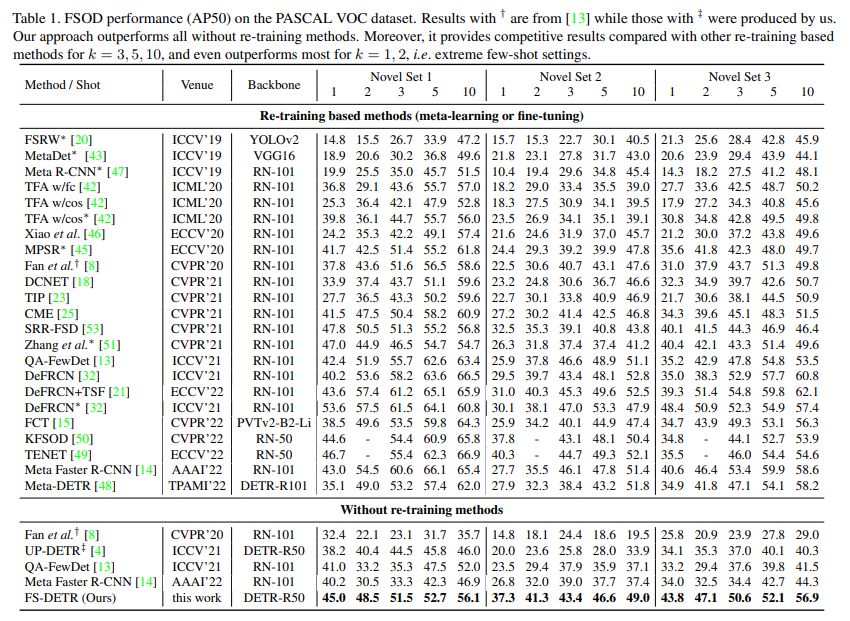 Table 1. FSOD performance (AP50) on the PASCAL VOC dataset. Results with † are from [13] while those with ‡ were produced by us.
Our approach outperforms all without re-training methods. Moreover, it provides competitive results compared with other re-training based
methods for k = 3, 5, 10, and even outperforms most for k = 1, 2, i.e. extreme few-shot settings.
Method / Shot Venue Backbone Novel Set 1 Novel Set 2 Novel Set 3
1 2 3 5 10 1 2 3 5 10 1 2 3 5 10
Re-training based methods (meta-learning or fine-tuning)
FSRW* [20] ICCV'19 YOLOv2 14.8 15.5 26.7 33.9 47.2 15.7 15.3 22.7 30.1 40.5 21.3 25.6 28.4 42.8 45.9
MetaDet* [43] ICCV'19 VGG16 18.9 20.6 30.2 36.8 49.6 21.8 23.1 27.8 31.7 43.0 20.6 23.9 29.4 43.9 44.1
Meta R-CNN* [47] ICCV'19 RN-101 19.9 25.5 35.0 45.7 51.5 10.4 19.4 29.6 34.8 45.4 14.3 18.2 27.5 41.2 48.1
TFA w/fc [42] ICML'20 RN-101 36.8 29.1 43.6 55.7 57.0 18.2 29.0 33.4 35.5 39.0 27.7 33.6 42.5 48.7 50.2
TFA w/cos [42] ICML'20 RN-101 25.3 36.4 42.1 47.9 52.8 18.3 27.5 30.9 34.1 39.5 17.9 27.2 34.3 40.8 45.6
TFA w/cos* [42] ICML'20 RN-101 39.8 36.1 44.7 55.7 56.0 23.5 26.9 34.1 35.1 39.1 30.8 34.8 42.8 49.5 49.8
Xiao et al. [46] ECCV'20 RN-101 24.2 35.3 42.2 49.1 57.4 21.6 24.6 31.9 37.0 45.7 21.2 30.0 37.2 43.8 49.6
MPSR* [45] ECCV'20 RN-101 41.7 42.5 51.4 55.2 61.8 24.4 29.3 39.2 39.9 47.8 35.6 41.8 42.3 48.0 49.7
Fan et al.† [8] CVPR'20 RN-101 37.8 43.6 51.6 56.5 58.6 22.5 30.6 40.7 43.1 47.6 31.0 37.9 43.7 51.3 49.8
DCNET [18] CVPR'21 RN-101 33.9 37.4 43.7 51.1 59.6 23.2 24.8 30.6 36.7 46.6 32.3 34.9 39.7 42.6 50.7
TIP [23] CVPR'21 RN-101 27.7 36.5 43.3 50.2 59.6 22.7 30.1 33.8 40.9 46.9 21.7 30.6 38.1 44.5 50.9
CME [25] CVPR'21 RN-101 41.5 47.5 50.4 58.2 60.9 27.2 30.2 41.4 42.5 46.8 34.3 39.6 45.1 48.3 51.5
SRR-FSD [53] CVPR'21 RN-101 47.8 50.5 51.3 55.2 56.8 32.5 35.3 39.1 40.8 43.8 40.1 41.5 44.3 46.9 46.4
Zhang et al.* [51] CVPR'21 RN-101 47.0 44.9 46.5 54.7 54.7 26.3 31.8 37.4 37.4 41.2 40.4 42.1 43.3 51.4 49.6
QA-FewDet [13] ICCV'21 RN-101 42.4 51.9 55.7 62.6 63.4 25.9 37.8 46.6 48.9 51.1 35.2 42.9 47.8 54.8 53.5
DeFRCN [32] ICCV'21 RN-101 40.2 53.6 58.2 63.6 66.5 29.5 39.7 43.4 48.1 52.8 35.0 38.3 52.9 57.7 60.8
DeFRCN+TSF [21] ECCV'22 RN-101 43.6 57.4 61.2 65.1 65.9 31.0 40.3 45.3 49.6 52.5 39.3 51.4 54.8 59.8 62.1
DeFRCN* [32] ICCV'21 RN-101 53.6 57.5 61.5 64.1 60.8 30.1 38.1 47.0 53.3 47.9 48.4 50.9 52.3 54.9 57.4
FCT [15] CVPR'22 PVTv2-B2-Li 38.5 49.6 53.5 59.8 64.3 25.9 34.2 40.1 44.9 47.4 34.7 43.9 49.3 53.1 56.3
KFSOD [50] CVPR'22 RN-50 44.6 - 54.4 60.9 65.8 37.8 - 43.1 48.1 50.4 34.8 - 44.1 52.7 53.9
TENET [49] ECCV'22 RN-50 46.7 - 55.4 62.3 66.9 40.3 - 44.7 49.3 52.1 35.5 - 46.0 54.4 54.6
Meta Faster R-CNN [14] AAAI'22 RN-101 43.0 54.5 60.6 66.1 65.4 27.7 35.5 46.1 47.8 51.4 40.6 46.4 53.4 59.9 58.6
Meta-DETR [48] TPAMI'22 DETR-R101 35.1 49.0 53.2 57.4 62.0 27.9 32.3 38.4 43.2 51.8 34.9 41.8 47.1 54.1 58.2
Without re-training methods
Fan et al.† [8] CVPR'20 RN-101 32.4 22.1 23.1 31.7 35.7 14.8 18.1 24.4 18.6 19.5 25.8 20.9 23.9 27.8 29.0
UP-DETR‡ [4] ICCV'21 DETR-R50 38.2 40.4 44.5 45.8 46.0 20.0 23.6 25.8 28.0 33.9 34.1 35.3 37.0 40.1 40.3
QA-FewDet [13] ICCV'21 RN-101 41.0 33.2 35.3 47.5 52.0 23.5 29.4 37.9 35.9 37.1 33.2 29.4 37.6 39.8 41.5
Meta Faster R-CNN [14] AAAI'22 RN-101 40.2 30.5 33.3 42.3 46.9 26.8 32.0 39.0 37.7 37.4 34.0 32.5 34.4 42.7 44.3
FS-DETR (Ours) this work DETR-R50 45.0 48.5 51.5 52.7 56.1 37.3 41.3 43.4 46.6 49.0 43.8 47.1 50.6 52.1 56.9